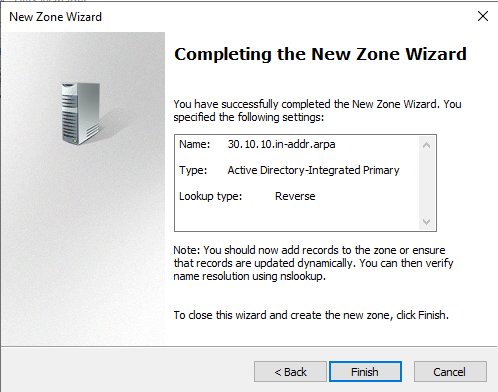 New Zone Wizard
Completing the New Zone Wizard
You have successfully completed the New Zone Wizard. You
specified the following settings:
Name: 30.10.10.in-addr.arpa
Type: Active Directory-Integrated Primary
Lookup type: Reverse
Note: You should now add records to the zone or ensure
that records are updated dynamically. You can then verify
name resolution using nslookup.
To close this wizard and create the new zone, click Finish.
< Back Finish Cancel